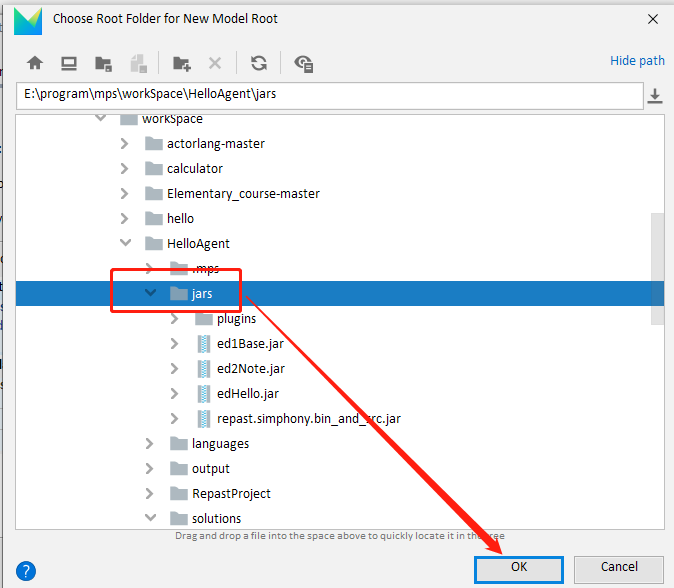 Choose Root Folder for New Model Root
Hide path
E:\program\mps\workSpace\HelloAgent\jars
workSpace
actorlang-master
calculator
Elementary_course-master
hello
HelloAgent
.mps
jars
plugins
ed1Base.jar
ed2Note.jar
edHello.jar
repast.simphony.bin_and_src.jar
languages
output
RepastProject
solutions
Drag and drop a file into the space above to quickly locate it in the tree
?
OK
Cancel